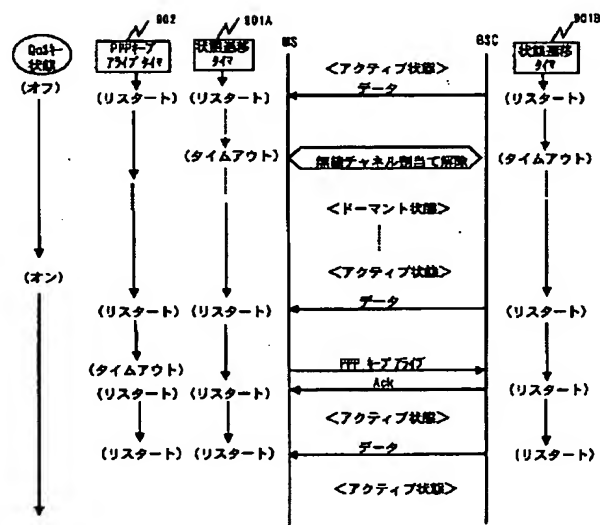 902 801A MS BSC 801B
QoSキー
状態
PPPキープ
アライブタイマ
状態遷移
タイマ
状態遷移
タイマ
(オフ)
<アクティブ状態>
(リスタート) (リスタート) データ (リスタート)
(タイムアウト) 無線チャネル割当て解除 (タイムアウト)
<ドーマント状態>
(オン)
<アクティブ状態>
(リスタート) (リスタート) データ (リスタート)
(タイムアウト) PPP キープアライブ
(リスタート) (リスタート) Ack (リスタート)
<アクティブ状態>
(リスタート) (リスタート) データ (リスタート)
<アクティブ状態>